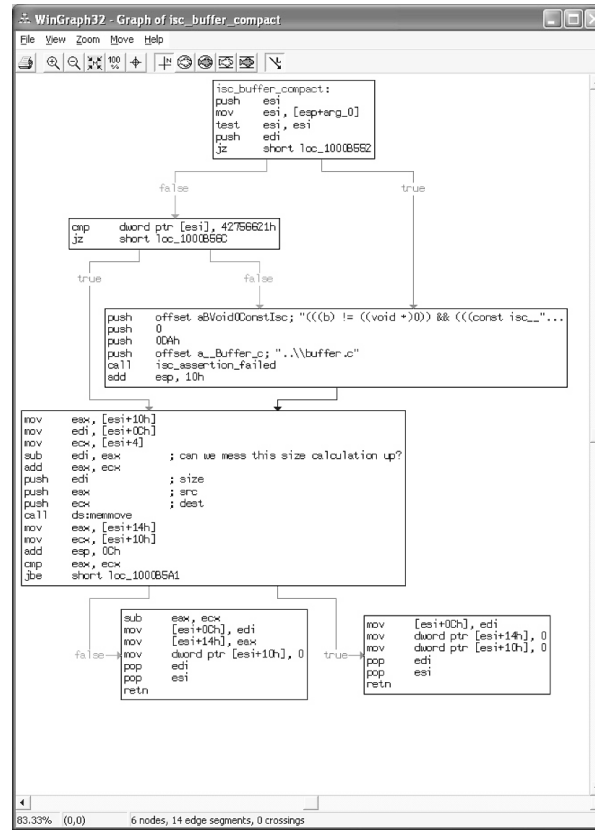 WinGraph32 - Graph of isc_buffer_compact
File View Zoom Move Help
100
%
N
isc_buffer_compact:
push esi
mov esi, [esp+arg_0]
test esi, esi
push edi
jz short loc_1000B552
false
true
cmp dword ptr [esi], 42756621h
jz short loc_1000B56C
true
false
push offset aBVoid0ConstIsc; "(((b) != ((void *)0)) && (((const isc__"...
push 0
push 0DAh
push offset a__Buffer_c; "..\\buffer.c"
call isc_assertion_failed
add esp, 10h
mov eax, [esi+10h]
mov edi, [esi+0Ch]
mov ecx, [esi+4]
sub edi, eax ; can we mess this size calculation up?
add eax, ecx
push edi ; size
push eax ; src
push ecx ; dest
call ds:memmove
mov eax, [esi+14h]
mov ecx, [esi+10h]
add esp, 0Ch
cmp eax, ecx
jbe short loc_1000B5A1
false
sub eax, ecx
mov [esi+0Ch], edi
mov [esi+14h], eax
mov dword ptr [esi+10h], 0
pop edi
pop esi
retn
true
mov [esi+0Ch], edi
mov dword ptr [esi+14h], 0
mov dword ptr [esi+10h], 0
pop edi
pop esi
retn
83.33% (0,0) 6 nodes, 14 edge segments, 0 crossings